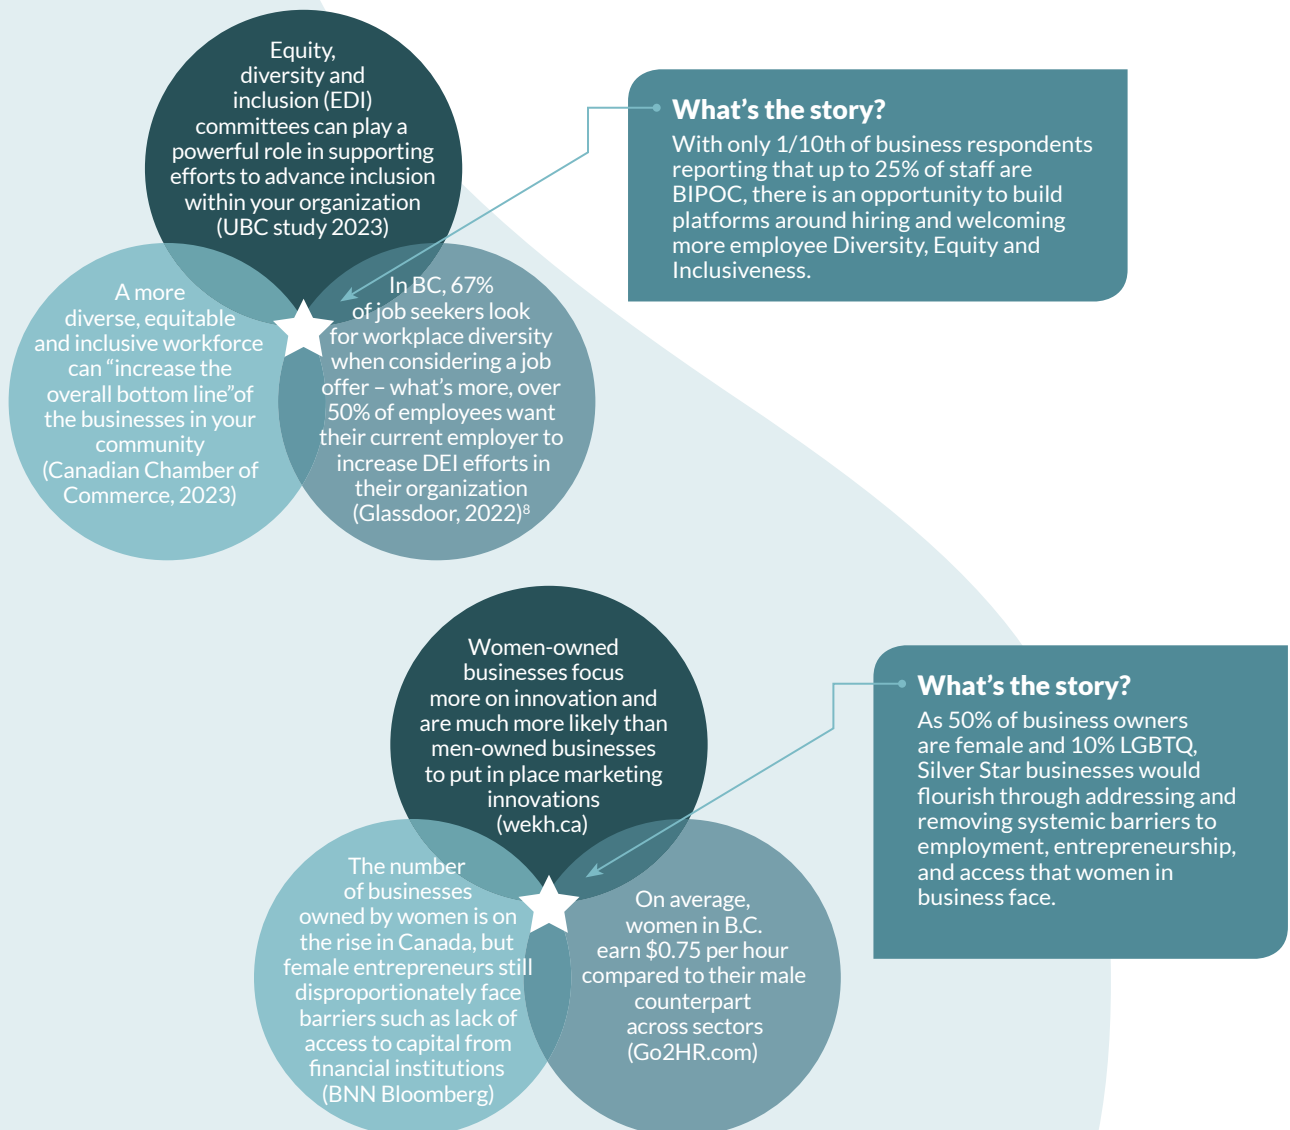 Equity,
diversity and
inclusion (EDI)
committees can play a
powerful role in supporting
efforts to advance inclusion
within your organization
(UBC study 2023)
What's the story?
With only 1/10th of business respondents
reporting that up to 25% of staff are
BIPOC, there is an opportunity to build
platforms around hiring and welcoming
more employee Diversity, Equity and
Inclusiveness.
A more
diverse, equitable
and inclusive workforce
can “increase the
overall bottom line”of
the businesses in your
community
(Canadian Chamber of
Commerce, 2023)
In BC, 67%
of job seekers look
for workplace diversity
when considering a job
offer – what's more, over
50% of employees want
their current employer to
increase DEI efforts in
their organization
(Glassdoor, 2022)⁸
Women-owned
businesses focus
more on innovation and
are much more likely than
men-owned businesses
to put in place marketing
innovations
(wekh.ca)
What's the story?
As 50% of business owners
are female and 10% LGBTQ,
Silver Star businesses would
flourish through addressing and
removing systemic barriers to
employment, entrepreneurship,
and access that women in
business face.
The number
of businesses
owned by women is on
the rise in Canada, but
female entrepreneurs still
disproportionately face
barriers such as lack of
access to capital from
financial institutions
(BNN Bloomberg)
On average,
women in B.C.
earn $0.75 per hour
compared to their male
counterpart
across sectors
(Go2HR.com)